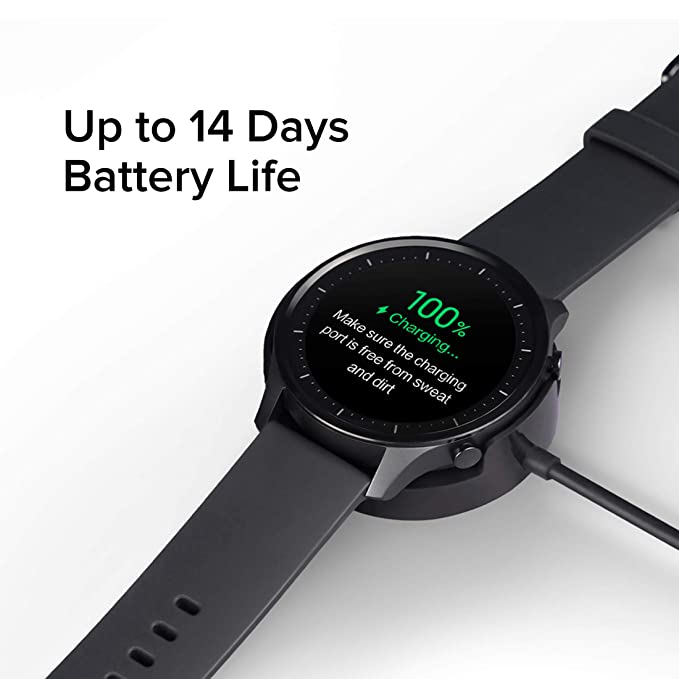 Up to 14 Days
Battery Life
100%
Charging...
Make sure the charging
port is free from sweat
and dirt